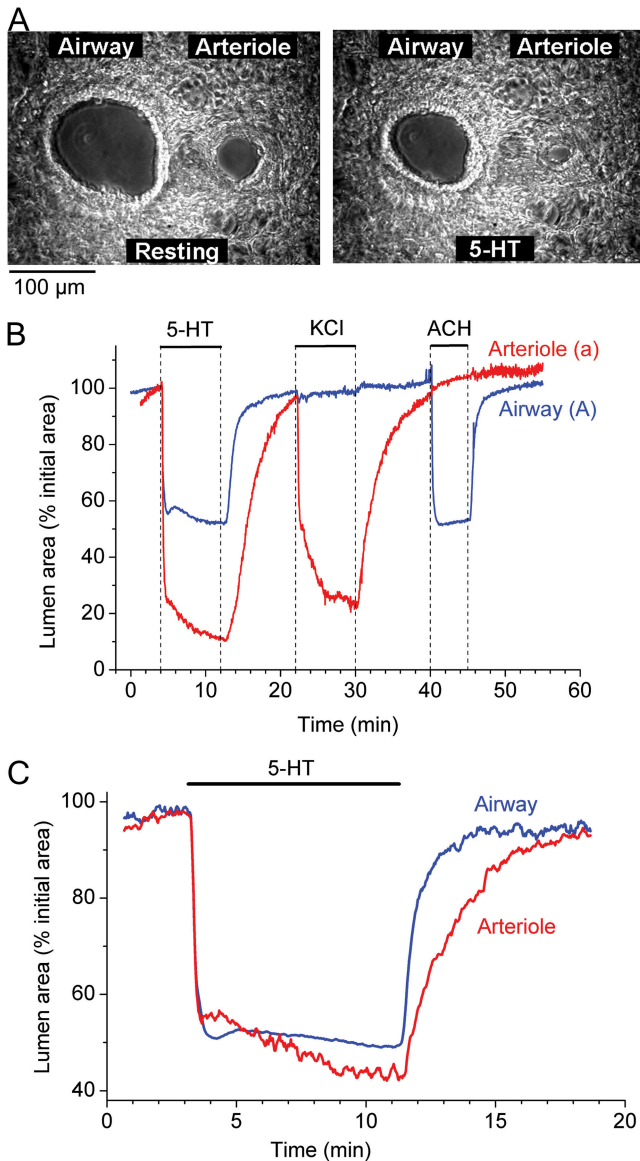 A
Airway Arteriole
Resting
100 µm
Airway Arteriole
5-HT
B
5-HT KCl ACH
Arteriole (a)
Airway (A)
Lumen area (% initial area)
100
80
60
40
20
0
0 10 20 30 40 50 60
Time (min)
C
5-HT
Airway
Arteriole
Lumen area (% initial area)
100
80
60
40
0 5 10 15 20
Time (min)